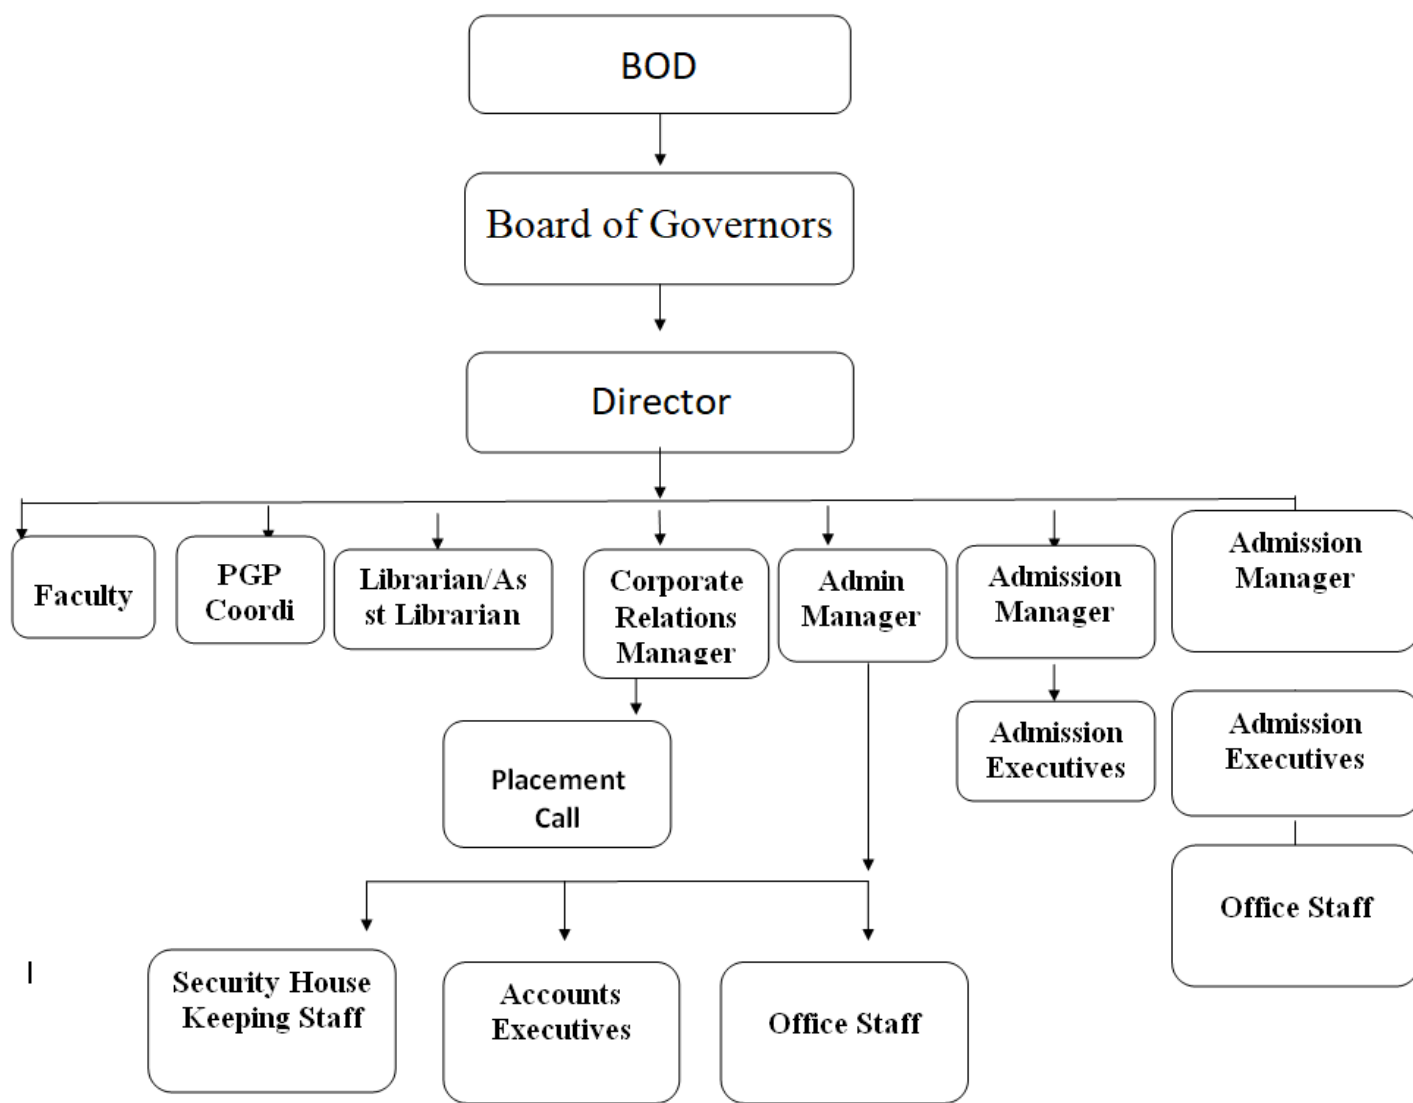 BOD
Board of Governors
Director
Faculty
PGP
Coordi
Librarian/As
st Librarian
Corporate
Relations
Manager
Admin
Manager
Admission
Manager
Admission
Manager
Placement
Call
Admission
Executives
Admission
Executives
Office Staff
Security House
Keeping Staff
Accounts
Executives
Office Staff
l